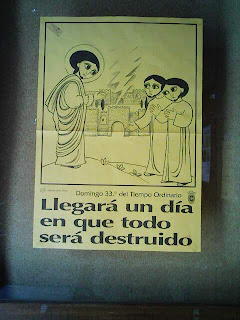 Domingo 33.º del Tiempo Ordinario
Llegará un día
en que todo
será destruido